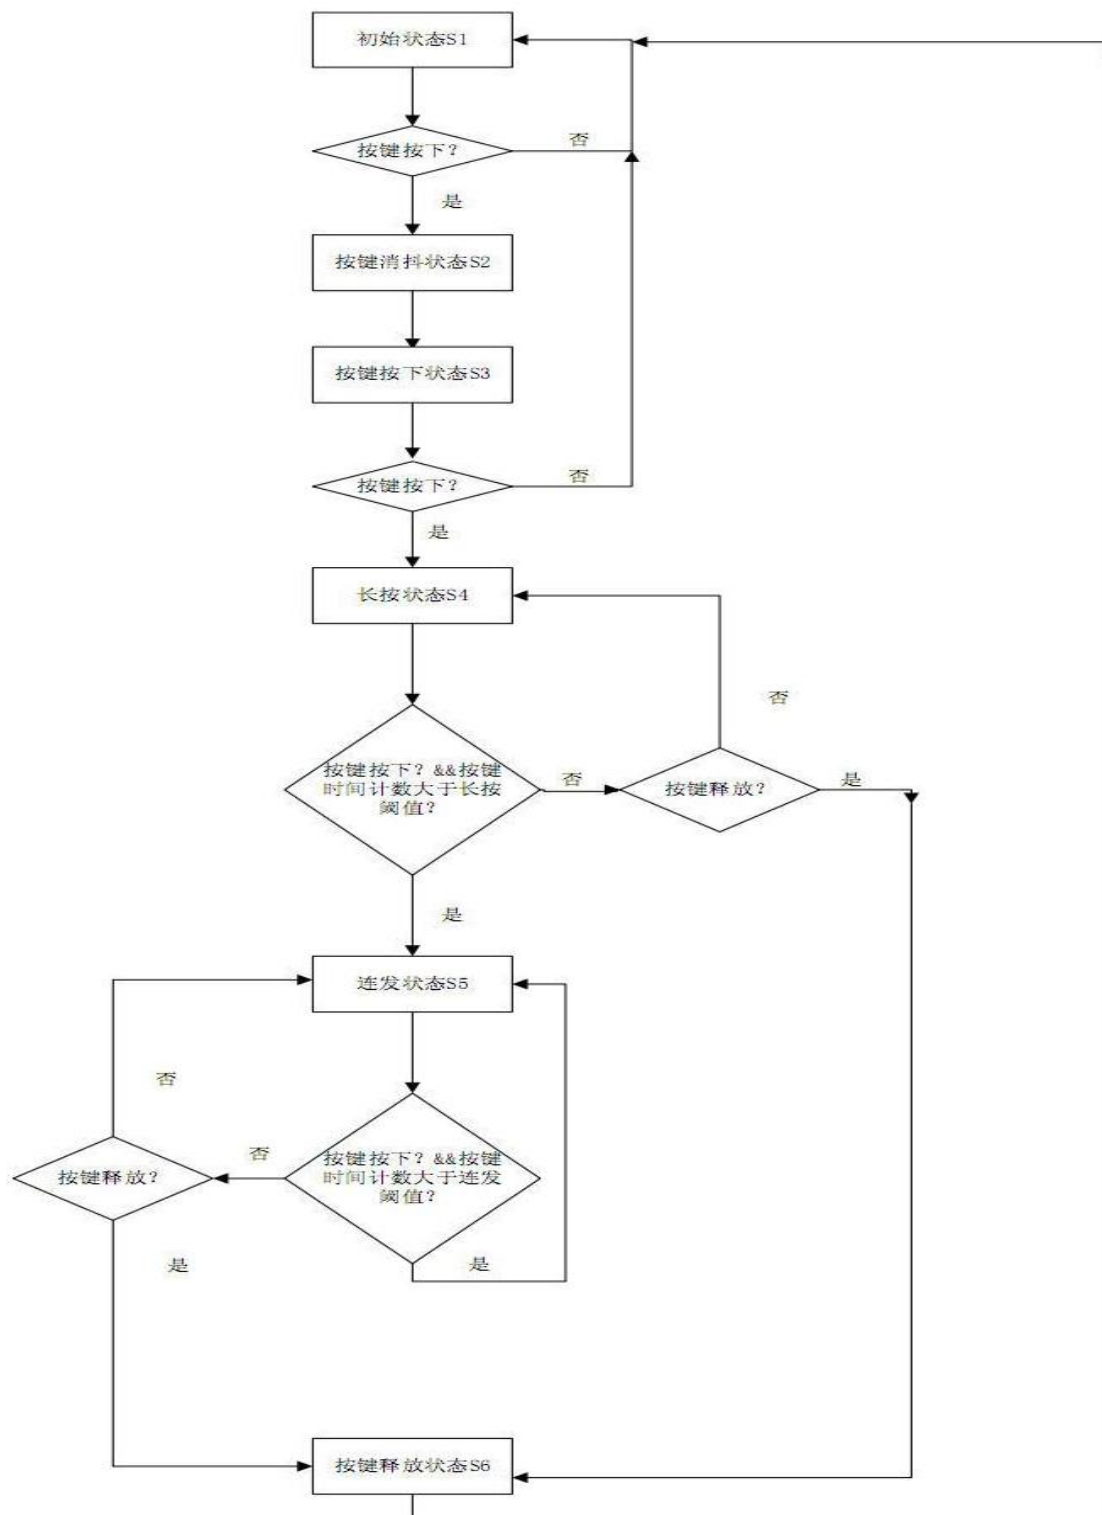 初始状态S1
按键按下?
否
是
按键消抖状态S2
按键按下状态S3
按键按下?
否
是
长按状态S4
否
按键按下? &&按键
时间计数大于长按
阈值?
否
按键释放?
是
是
连发状态S5
否
按键释放?
否
按键按下? &&按键
时间计数大于连发
阈值?
是
是
按键释放状态S6